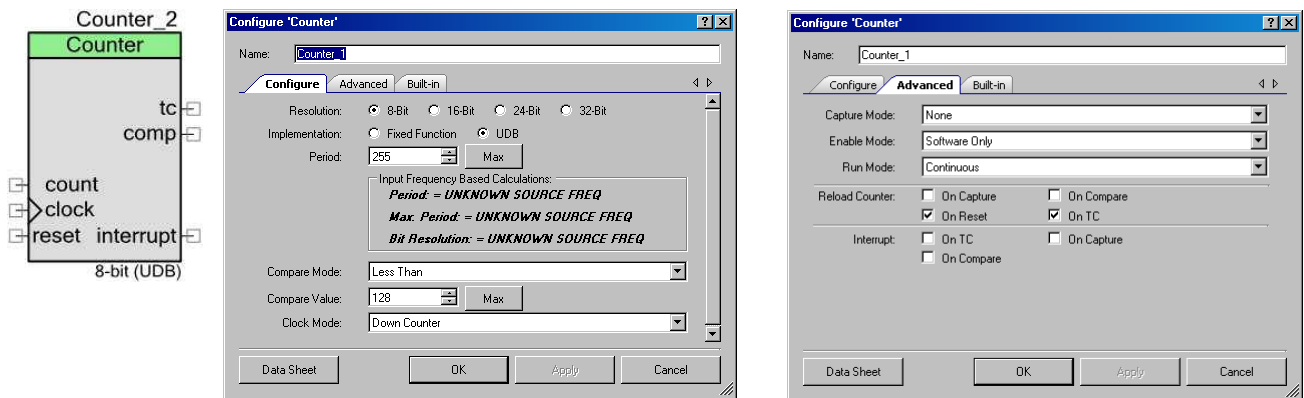 Counter_2
Counter
tc
comp
count
clock
reset interrupt
8-bit (UDB)
Configure 'Counter'
Name: Counter_1
Configure Advanced Built-in
Resolution: 8-Bit 16-Bit 24-Bit 32-Bit
Implementation: Fixed Function UDB
Period: 255 Max
Input Frequency Based Calculations:
Period: = UNKNOWN SOURCE FREQ
Max. Period: = UNKNOWN SOURCE FREQ
Bit Resolution: = UNKNOWN SOURCE FREQ
Compare Mode: Less Than
Compare Value: 128 Max
Clock Mode: Down Counter
Data Sheet OK Apply Cancel
Configure 'Counter'
Name: Counter_1
Configure Advanced Built-in
Capture Mode: None
Enable Mode: Software Only
Run Mode: Continuous
Reload Counter: On Capture On Compare
On Reset On TC
Interrupt: On TC On Capture
On Compare
Data Sheet OK Apply Cancel